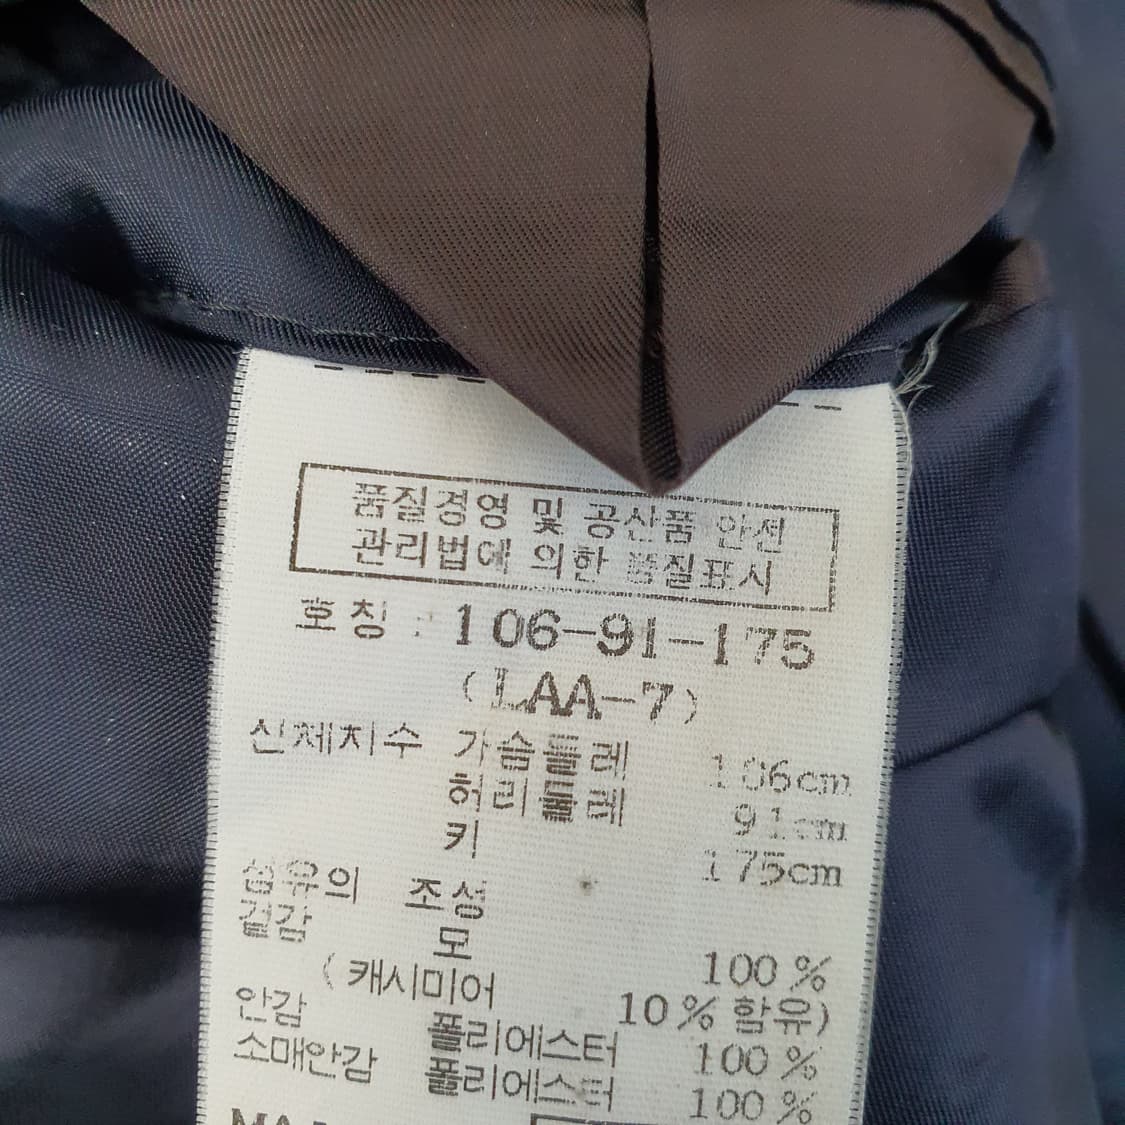 품질경영 및 공산품 안전
관리법에 의한 품질표시
호칭 : 106-91-175
(LAA-7)
신체치수 가슴둘레 106cm
허리둘레 91cm
키 175cm
섬유의 조성
겉감 모 100 %
( 캐시미어 10 % 함유)
안감 폴리에스터 100 %
소매안감 폴리에스터 100 %